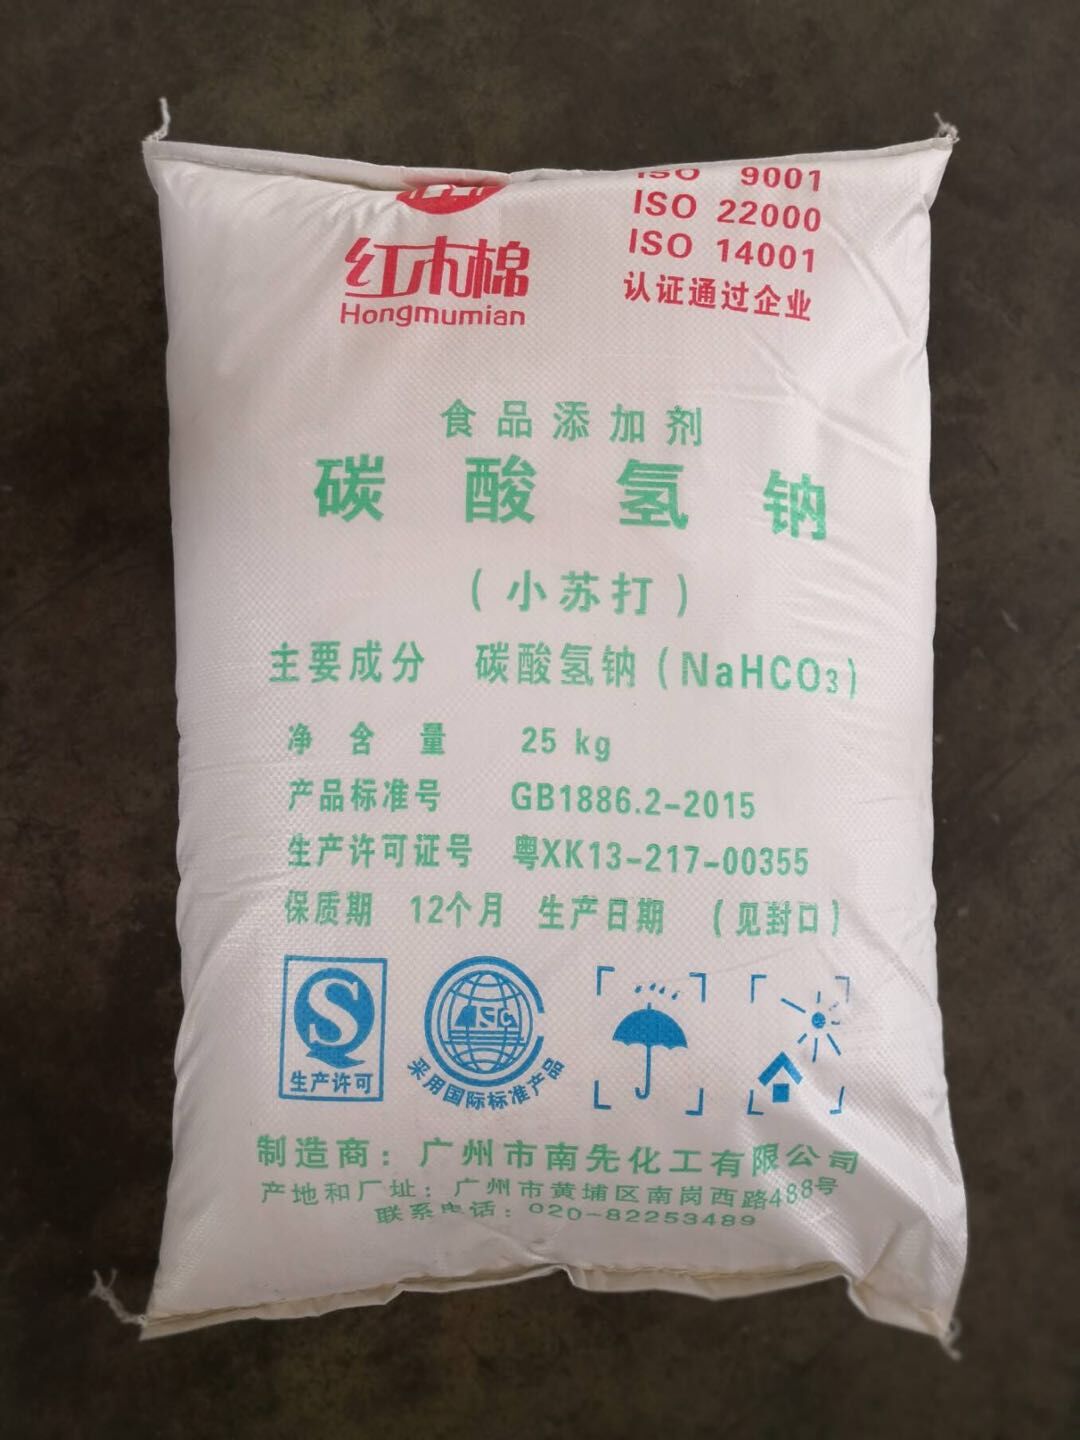 ISO 9001
ISO 22000
ISO 14001
认证通过企业
红木棉
Hongmumian
食品添加剂
碳酸氢钠
(小苏打)
主要成分 碳酸氢钠(NaHCO3)
净含量 25 kg
产品标准号 GB1886.2-2015
生产许可证号 粤XK13-217-00355
保质期 12个月 生产日期 (见封口)
生产许可
采用国际标准产品
制造商:广州市南先化工有限公司
产地和厂址:广州市黄埔区南岗西路488号
联系电话:020-82253489